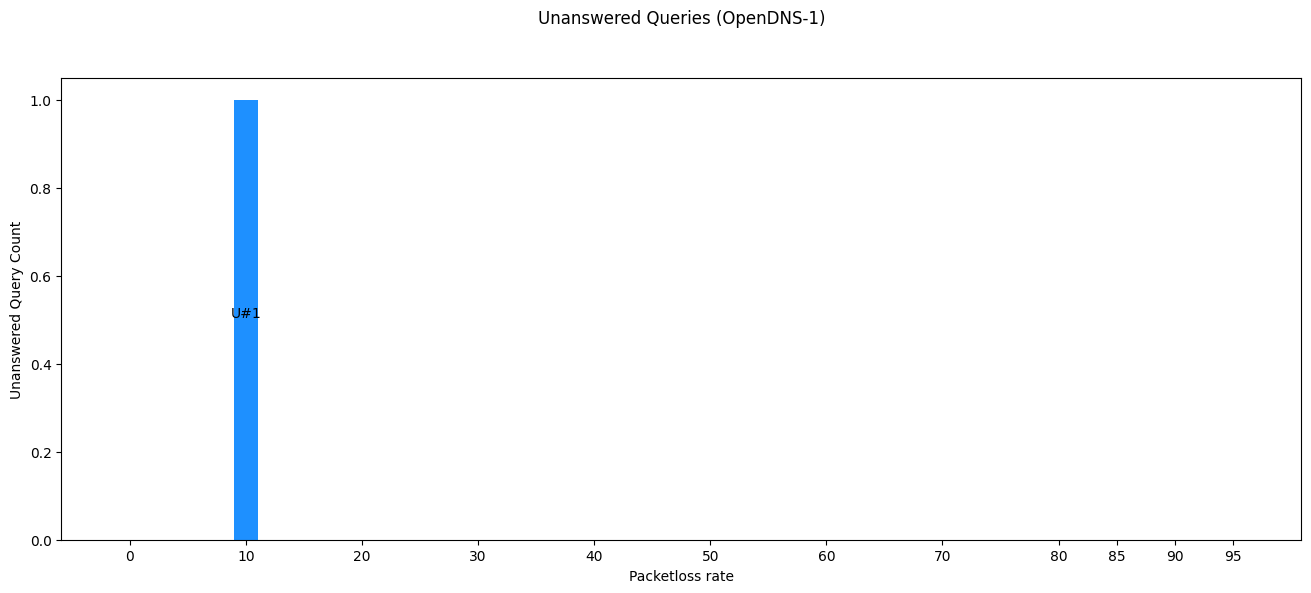 Unanswered Queries (OpenDNS-1)
1.0
0.8
0.6
0.4
0.2
0.0
Unanswered Query Count
U#1
0 10 20 30 40 50 60 70 80 85 90 95
Packetloss rate